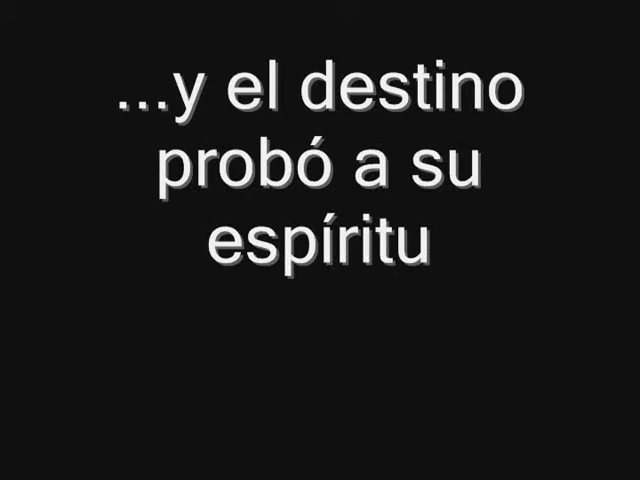 ...y el destino
probó a su
espíritu